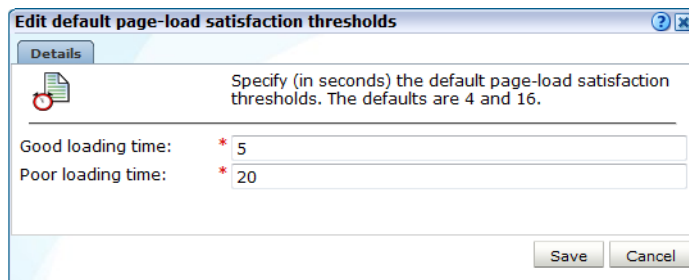 Edit default page-load satisfaction thresholds
Details
Specify (in seconds) the default page-load satisfaction
thresholds. The defaults are 4 and 16.
Good loading time: * 5
Poor loading time: * 20
Save Cancel